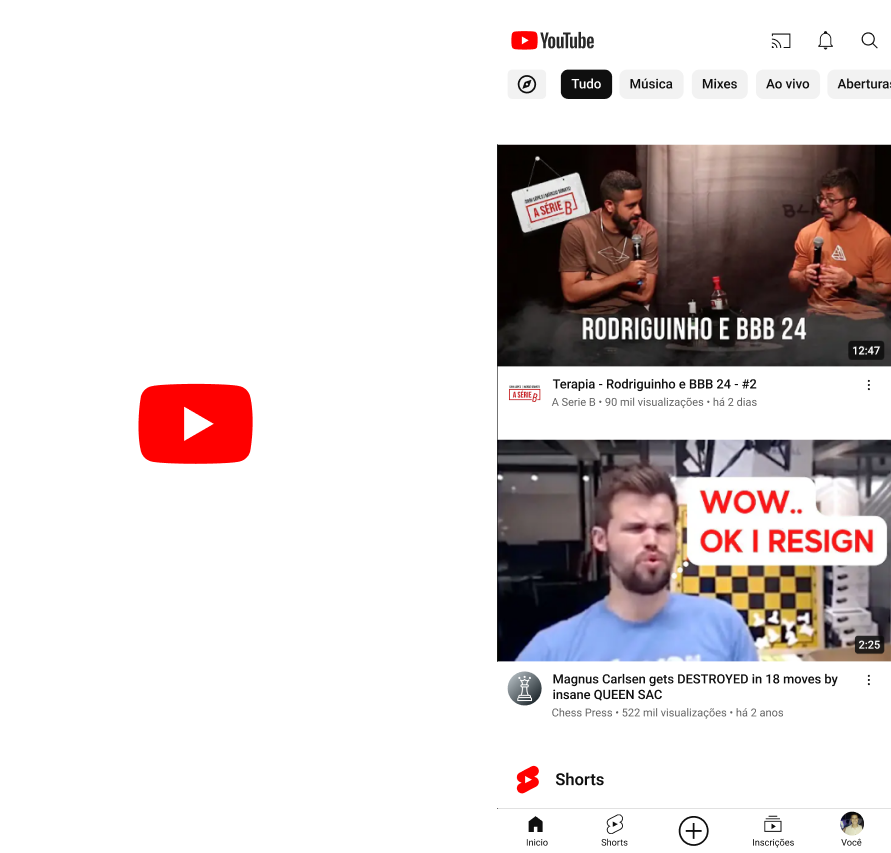 YouTube
Tudo
Música
Mixes
Ao vivo
Aberturas
A SÉRIE B
RODRIGUINHO E BBB 24
12:47
A SÉRIE B
Terapia - Rodriguinho e BBB 24 - #2
A Serie B • 90 mil visualizações • há 2 dias
WOW..
OK I RESIGN
2:25
Magnus Carlsen gets DESTROYED in 18 moves by
insane QUEEN SAC
Chess Press • 522 mil visualizações • há 2 anos
Shorts
Inicio
Shorts
Inscrições
Você